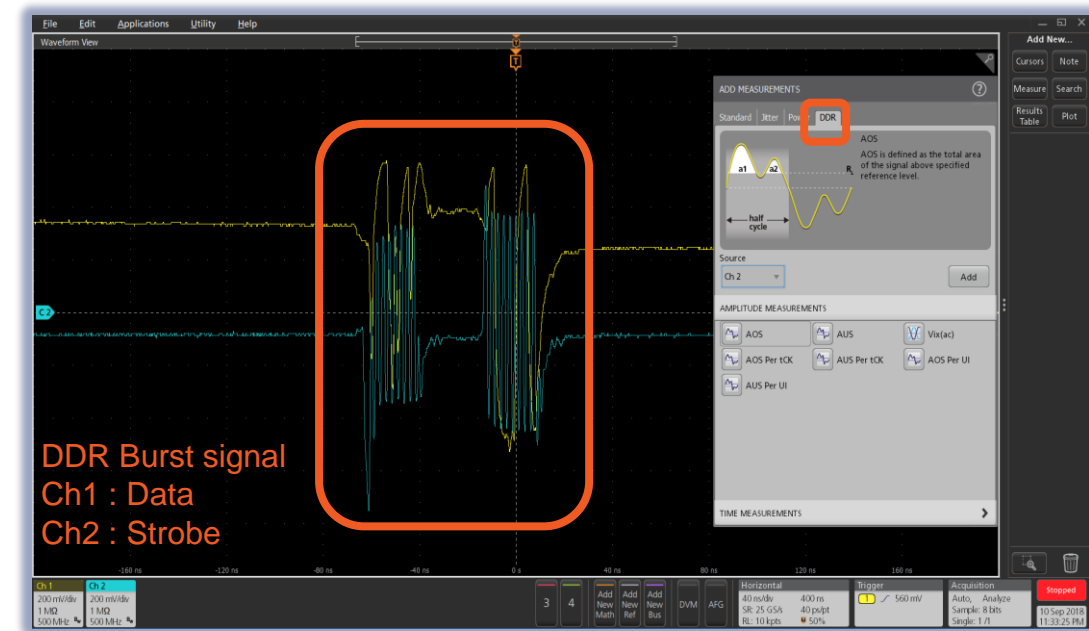 File Edit Applications Utility Help
Waveform View
T
T
Add New...
Cursors Note
Measure Search
Results Table Plot
ADD MEASUREMENTS ?
Standard Jitter Power DDR
AOS
AOS is defined as the total area
of the signal above specified
reference level.
a1 a2
half
cycle
Source
Ch 2
Add
AMPLITUDE MEASUREMENTS
AOS AUS Vix(ac)
AOS Per tCK AUS Per tCK AOS Per UI
AUS Per UI
TIME MEASUREMENTS
C2
DDR Burst signal
Ch1 : Data
Ch2 : Strobe
-160 ns -120 ns -80 ns -40 ns 0 s 40 ns 80 ns 120 ns 160 ns
Ch 1
200 mV/div
1 MΩ
500 MHz
Ch 2
200 mV/div
1 MΩ
500 MHz
3 4
Add
New
Math
Add
New
Ref
Add
New
Bus
DVM AFG
Horizontal
40 ns/div 400 ns
SR: 25 GS/s 40 ps/pt
RL: 10 kpts 50%
Trigger
1 560 mV
Acquisition
Auto, Analyze
Sample: 8 bits
Single: 1 /1
Stopped
10 Sep 2018
11:33:25 PM